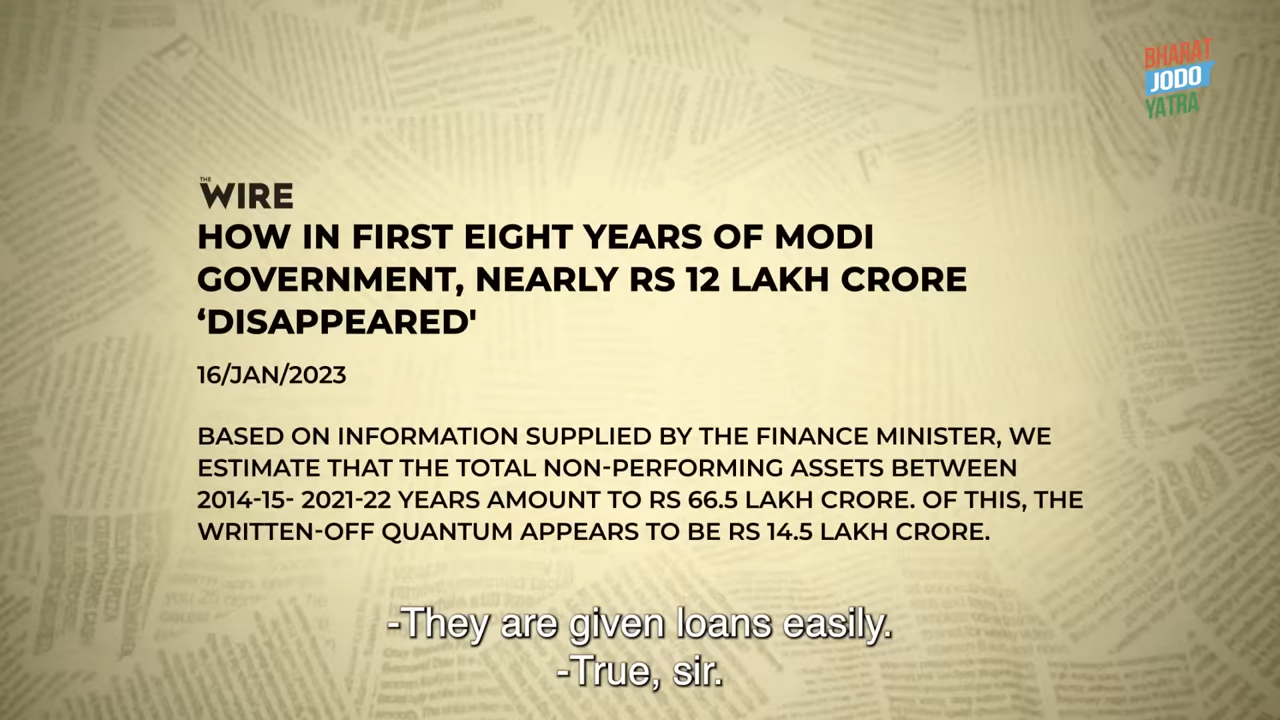 BHARAT
JODO
YATRA
THE
WIRE
HOW IN FIRST EIGHT YEARS OF MODI
GOVERNMENT, NEARLY RS 12 LAKH CRORE
‘DISAPPEARED'
16/JAN/2023
BASED ON INFORMATION SUPPLIED BY THE FINANCE MINISTER, WE
ESTIMATE THAT THE TOTAL NON-PERFORMING ASSETS BETWEEN
2014-15- 2021-22 YEARS AMOUNT TO RS 66.5 LAKH CRORE. OF THIS, THE
WRITTEN-OFF QUANTUM APPEARS TO BE RS 14.5 LAKH CRORE.
-They are given loans easily.
-True, sir.